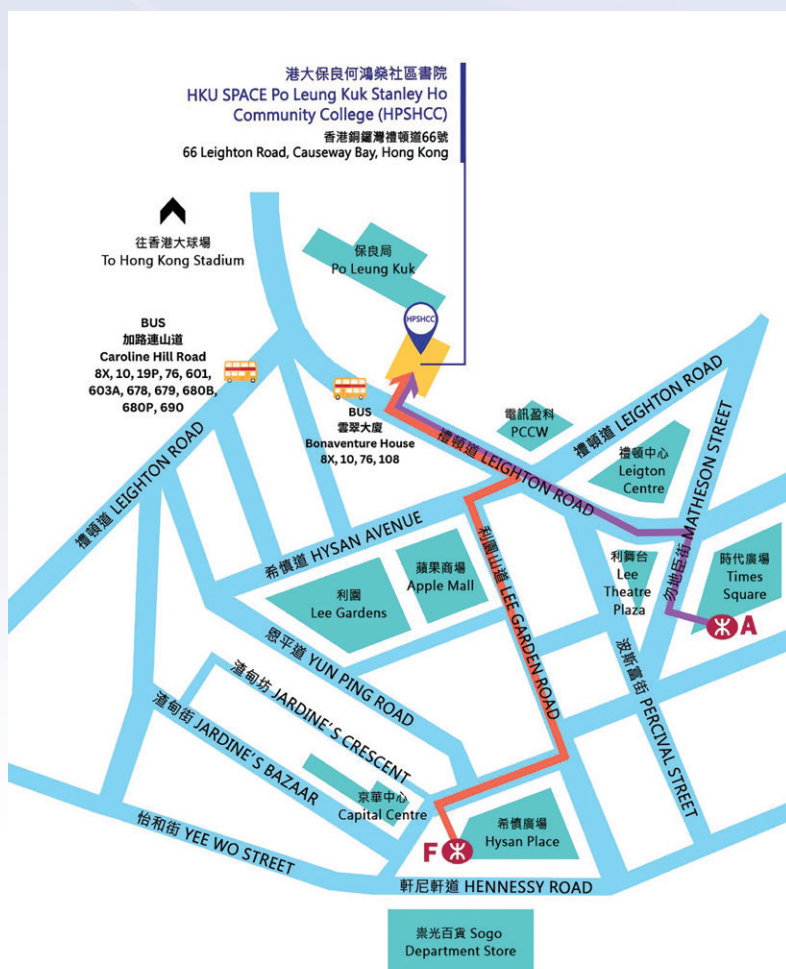 港大保良何鴻燊社區書院
HKU SPACE Po Leung Kuk Stanley Ho
Community College (HPSHCC)
香港銅鑼灣禮頓道66號
66 Leighton Road, Causeway Bay, Hong Kong
往香港大球場
To Hong Kong Stadium
保良局
Po Leung Kuk
HPSHCC
BUS
加路連山道
Caroline Hill Road
8X, 10, 19P, 76, 601,
603A, 678, 679, 680B,
680P, 690
BUS
雲翠大廈
Bonaventure House
8X, 10, 76, 108
電訊盈科
PCCW
禮頓道 LEIGHTON ROAD
禮頓道 LEIGHTON ROAD
禮頓中心
Leigton
Centre
勿地臣街 MATHESON STREET
禮頓道 LEIGHTON ROAD
希慎道 HYSAN AVENUE
利園山道 LEE GARDEN ROAD
利舞台
Lee
Theatre
Plaza
時代廣場
Times
Square
A
利園
Lee Gardens
蘋果商場
Apple Mall
恩平道 YUN PING ROAD
波斯富街 PERCIVAL STREET
渣甸坊 JARDINE'S CRESCENT
渣甸街 JARDINE'S BAZAAR
京華中心
Capital Centre
怡和街 YEE WO STREET
F
希慎廣場
Hysan Place
軒尼軒道 HENNESSY ROAD
崇光百貨 Sogo
Department Store